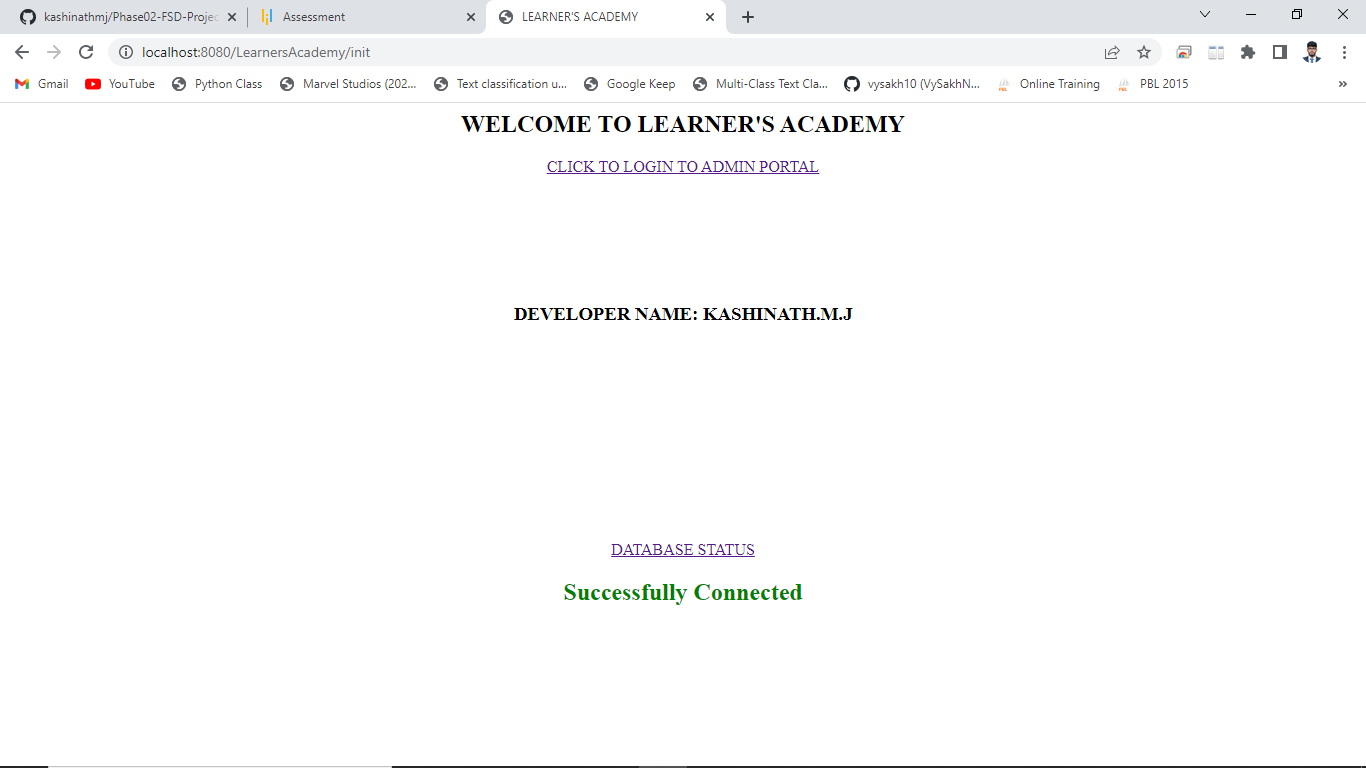 kashinathmj/Phase02-FSD-Projec
Assessment
LEARNER'S ACADEMY
localhost:8080/LearnersAcademy/init
Gmail
YouTube
Python Class
Marvel Studios (202...
Text classification u...
Google Keep
Multi-Class Text Cla...
vysakh10 (VySakhN...
Online Training
PBL 2015
»
WELCOME TO LEARNER'S ACADEMY
CLICK TO LOGIN TO ADMIN PORTAL
DEVELOPER NAME: KASHINATH.M.J
DATABASE STATUS
Successfully Connected